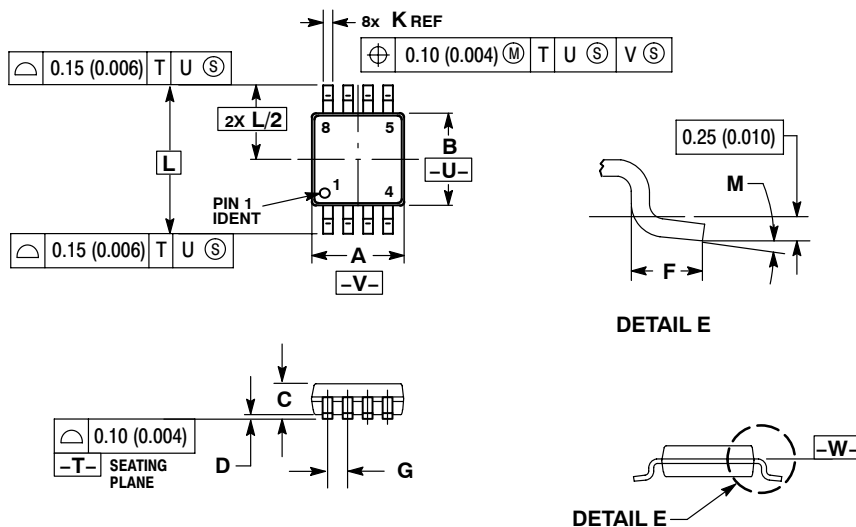 8x K REF
⌖ 0.10 (0.004) Ⓜ T U Ⓢ V Ⓢ
⌓ 0.15 (0.006) T U Ⓢ
2X L/2
8 5
B
L
–U–
0.25 (0.010)
M
PIN 1
IDENT
1 4
⌓ 0.15 (0.006) T U Ⓢ
A
–V–
F
DETAIL E
C
⌓ 0.10 (0.004)
–T– SEATING
PLANE
D
G
–W–
DETAIL E